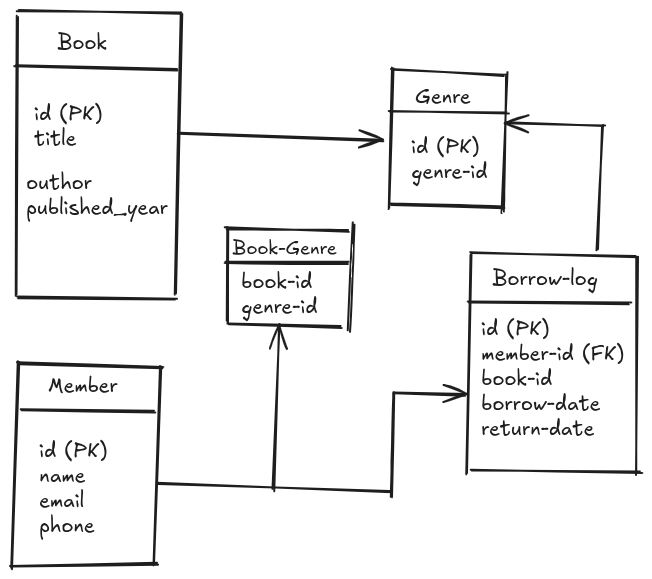 Book
id (PK)
title
outhor
published_year
Genre
id (PK)
genre-id
Book-Genre
book-id
genre-id
Borrow-log
id (PK)
member-id (FK)
book-id
borrow-date
return-date
Member
id (PK)
name
email
phone